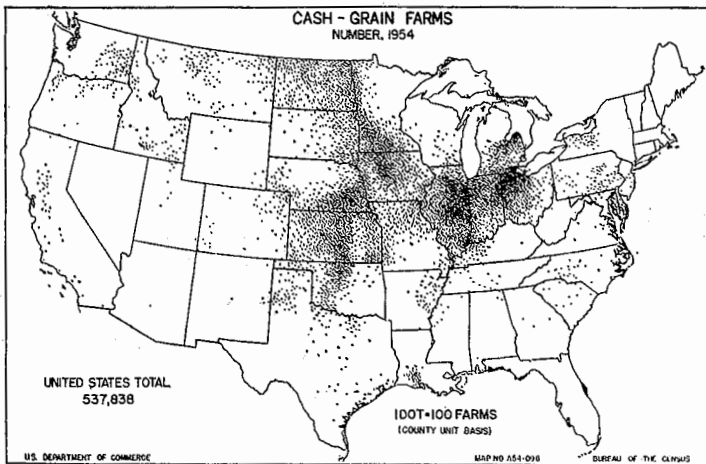 CASH - GRAIN FARMS
NUMBER, 1954
UNITED STATES TOTAL
537,838
1 DOT=100 FARMS
(COUNTY UNIT BASIS)
U.S. DEPARTMENT OF COMMERCE
MAP NO A54-096
BUREAU OF THE CENSUS